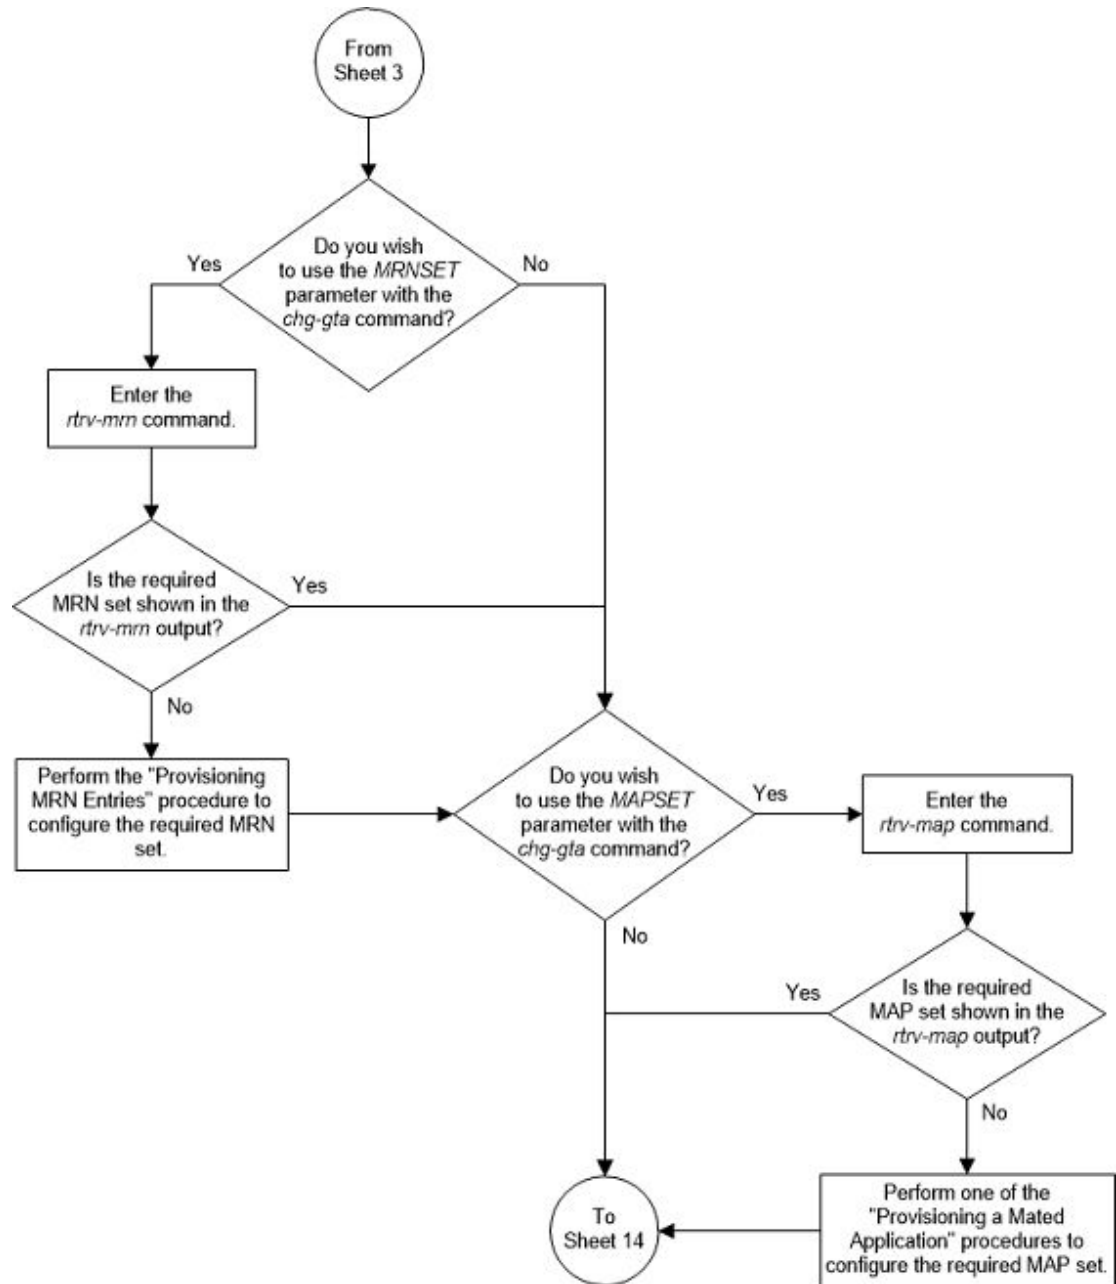 From
Sheet 3
Do you wish
to use the MRNSET
parameter with the
chg-gta command?
Yes
No
Enter the
rtrv-mrn command.
Is the required
MRN set shown in the
rtrv-mrn output?
Yes
No
Perform the "Provisioning
MRN Entries" procedure to
configure the required MRN
set.
Do you wish
to use the MAPSET
parameter with the
chg-gta command?
Yes
No
Enter the
rtrv-map command.
Is the required
MAP set shown in the
rtrv-map output?
Yes
No
Perform one of the
"Provisioning a Mated
Application" procedures to
configure the required MAP set.
To
Sheet 14